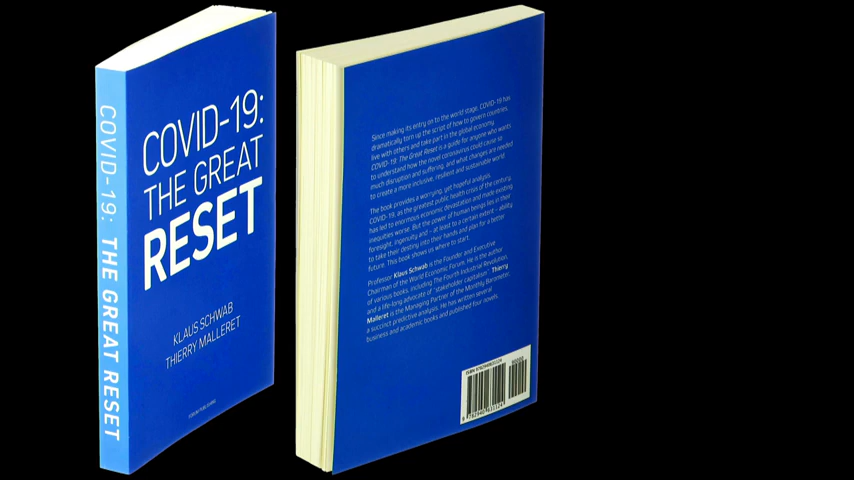 COVID-19: THE GREAT RESET
COVID-19:
THE GREAT
RESET
KLAUS SCHWAB
THIERRY MALLERET
FORUM PUBLISHING
Since making its entry on to the world stage, COVID-19 has
dramatically torn up the script of how to govern countries,
live with others and take part in the global economy.
COVID-19: The Great Reset is a guide for anyone who wants
to understand how the novel coronavirus could cause so
much disruption and suffering, and what changes are needed
to create a more inclusive, resilient and sustainable world.
The book provides a worrying, yet hopeful analysis.
COVID-19, as the greatest public health crisis of the century,
has led to enormous economic devastation and made existing
inequities worse. But the power of human beings lies in their
foresight, ingenuity and – at least to a certain extent – ability
to take their destiny into their hands and plan for a better
future. This book shows us where to start.
Professor Klaus Schwab is the Founder and Executive
Chairman of the World Economic Forum. He is the author
of various books, including The Fourth Industrial Revolution,
and a life-long advocate of "stakeholder capitalism". Thierry
Malleret is the Managing Partner of the Monthly Barometer,
a succinct predictive analysis. He has written several
business and academic books and published four novels.